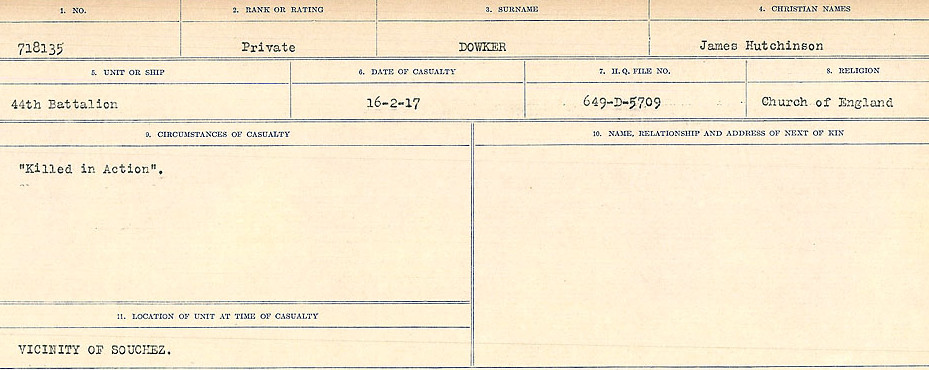 1. NO. 2. RANK OR RATING 3. SURNAME 4. CHRISTIAN NAMES
718135 Private DOWKER James Hutchinson
5. UNIT OR SHIP 6. DATE OF CASUALTY 7. H. Q. FILE NO. 8. RELIGION
44th Battalion 16-2-17 649-D-5709 Church of England
9. CIRCUMSTANCES OF CASUALTY 10. NAME, RELATIONSHIP AND ADDRESS OF NEXT OF KIN
"Killed in Action".
11. LOCATION OF UNIT AT TIME OF CASUALTY
VICINITY OF SOUCHEZ.